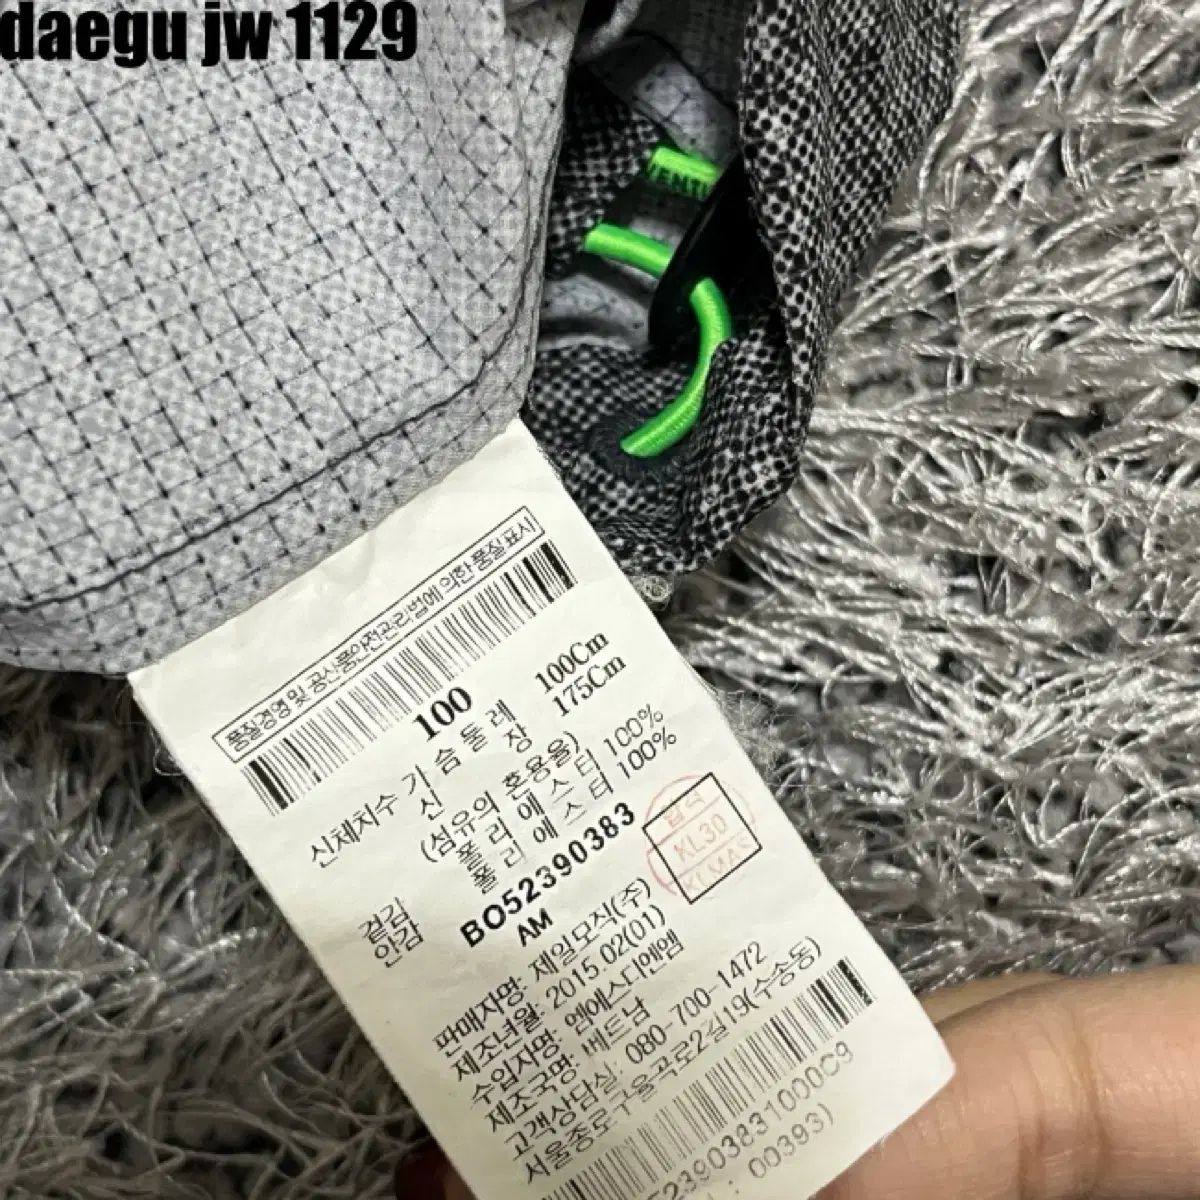 daegu jw 1129
VENTI
품질경영 및 공산품안전관리법에 의한 품질표시
100
신체치수 가슴둘레 100Cm
신장 175Cm
(섬유의 혼용율)
겉감 폴리에스터 100%
안감 폴리에스터 100%
BO52390383
AM
KL30
판매자명: 제일모직(주)
제조년월: 2015.02(01)
수입자명: 엠에스디앤엠
제조국명: 베트남
고객상담실: 080-700-1472
서울종로구율곡로2길19(수송동)
523903831000C9
: 00393)